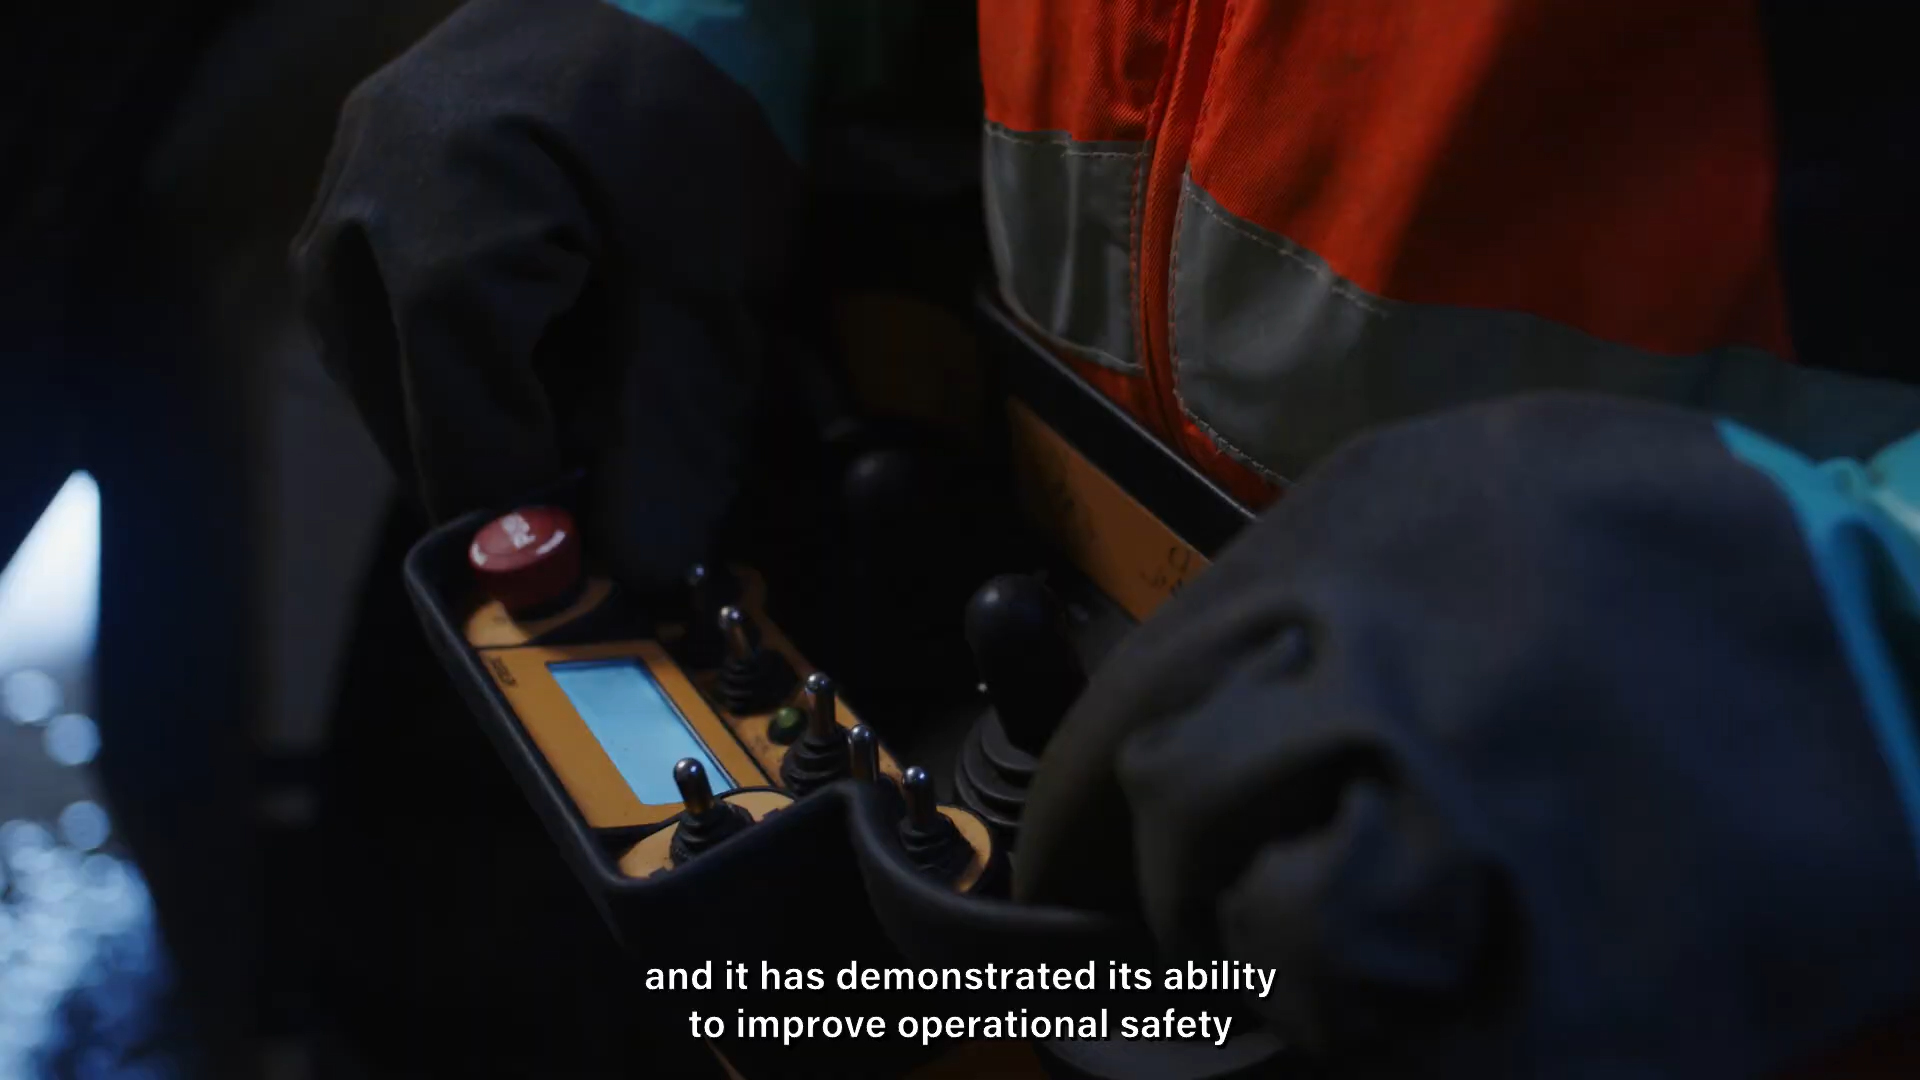 and it has demonstrated its ability
to improve operational safety